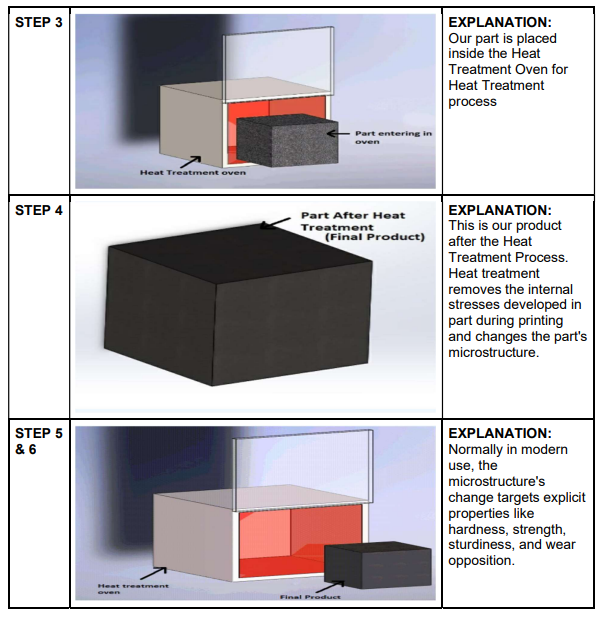 STEP 3
Part entering in
oven
Heat Treatment oven
EXPLANATION:
Our part is placed
inside the Heat
Treatment Oven for
Heat Treatment
process
STEP 4
Part After Heat
Treatment
(Final Product)
EXPLANATION:
This is our product
after the Heat
Treatment Process.
Heat treatment
removes the internal
stresses developed in
part during printing
and changes the part's
microstructure.
STEP 5
& 6
Heat treatment
oven
Final Product
EXPLANATION:
Normally in modern
use, the
microstructure's
change targets explicit
properties like
hardness, strength,
sturdiness, and wear
opposition.